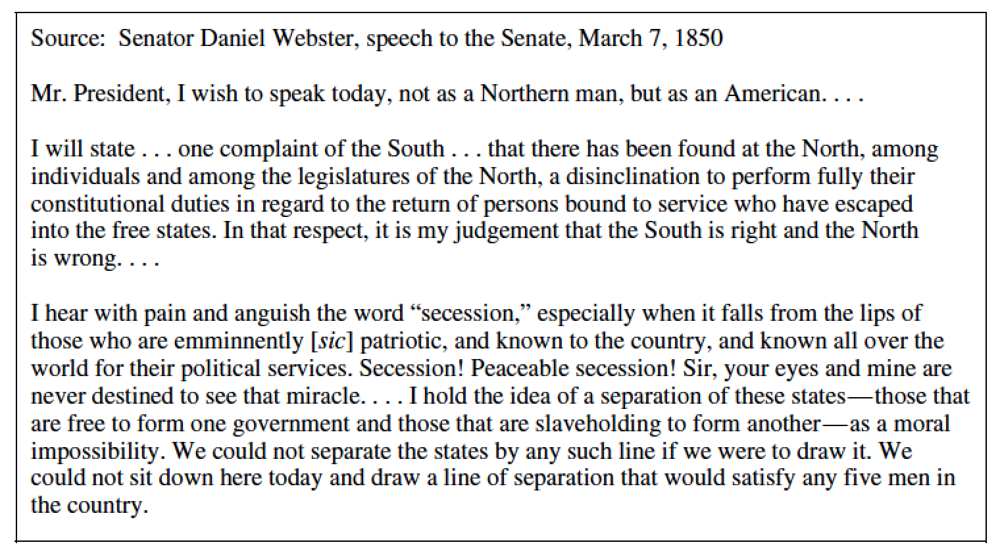 Source:  Senator Daniel Webster, speech to the Senate, March 7, 1850
Mr. President, I wish to speak today, not as a Northern man, but as an American. . . .
I will state . . . one complaint of the South . . . that there has been found at the North, among
individuals and among the legislatures of the North, a disinclination to perform fully their
constitutional duties in regard to the return of persons bound to service who have escaped
into the free states. In that respect, it is my judgement that the South is right and the North
is wrong. . . .
I hear with pain and anguish the word “secession,” especially when it falls from the lips of
those who are emminnently [sic] patriotic, and known to the country, and known all over the
world for their political services. Secession! Peaceable secession! Sir, your eyes and mine are
never destined to see that miracle. . . . I hold the idea of a separation of these states—those that
are free to form one government and those that are slaveholding to form another—as a moral
impossibility. We could not separate the states by any such line if we were to draw it. We
could not sit down here today and draw a line of separation that would satisfy any five men in
the country.